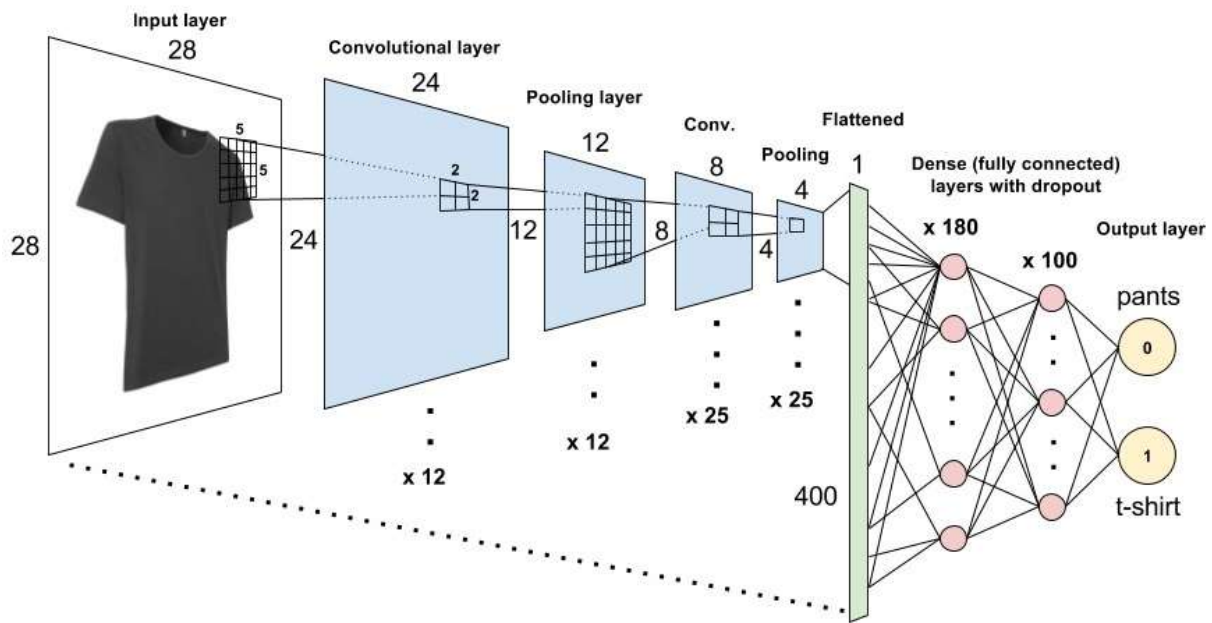 Input layer
28
28
5
5
Convolutional layer
24
24
2
2
x 12
Pooling layer
12
12
x 12
Conv.
8
8
x 25
Pooling
4
4
x 25
Flattened
1
400
Dense (fully connected)
layers with dropout
x 180
x 100
Output layer
pants
0
1
t-shirt